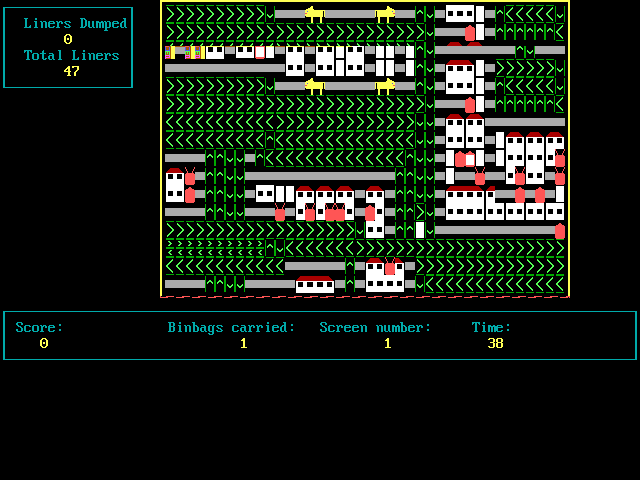 Liners Dumped
0
Total Liners
47
Score: Binbags carried: Screen number: Time:
0 1 1 38